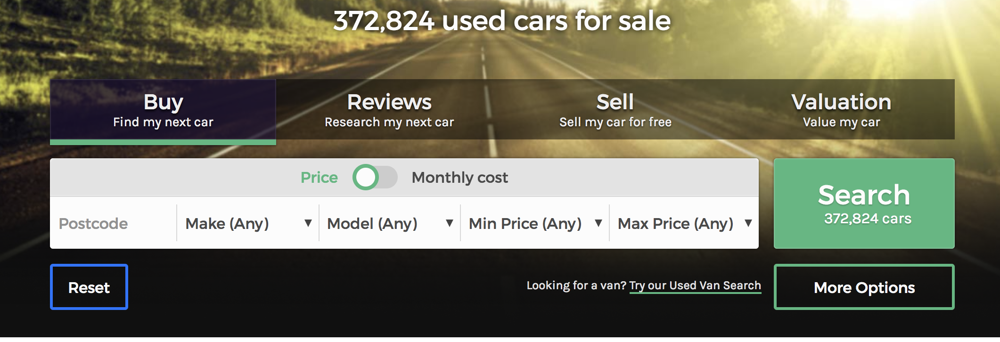 372,824 used cars for sale
Buy
Find my next car
Reviews
Research my next car
Sell
Sell my car for free
Valuation
Value my car
Price Monthly cost
Postcode Make (Any) Model (Any) Min Price (Any) Max Price (Any)
Search
372,824 cars
Reset
Looking for a van? Try our Used Van Search
More Options